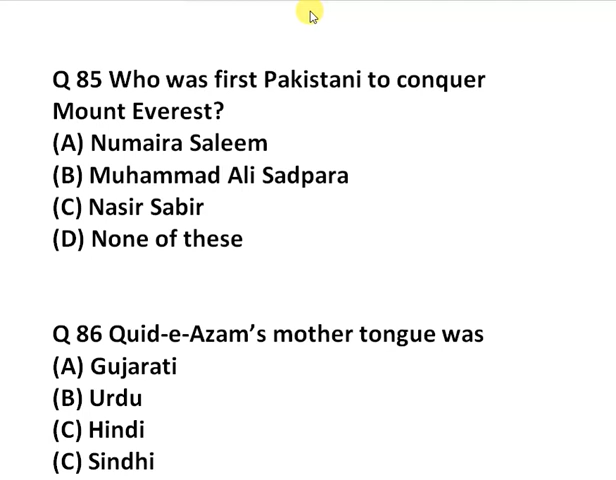 Q 85 Who was first Pakistani to conquer
Mount Everest?
(A) Numaira Saleem
(B) Muhammad Ali Sadpara
(C) Nasir Sabir
(D) None of these
Q 86 Quid-e-Azam’s mother tongue was
(A) Gujarati
(B) Urdu
(C) Hindi
(C) Sindhi